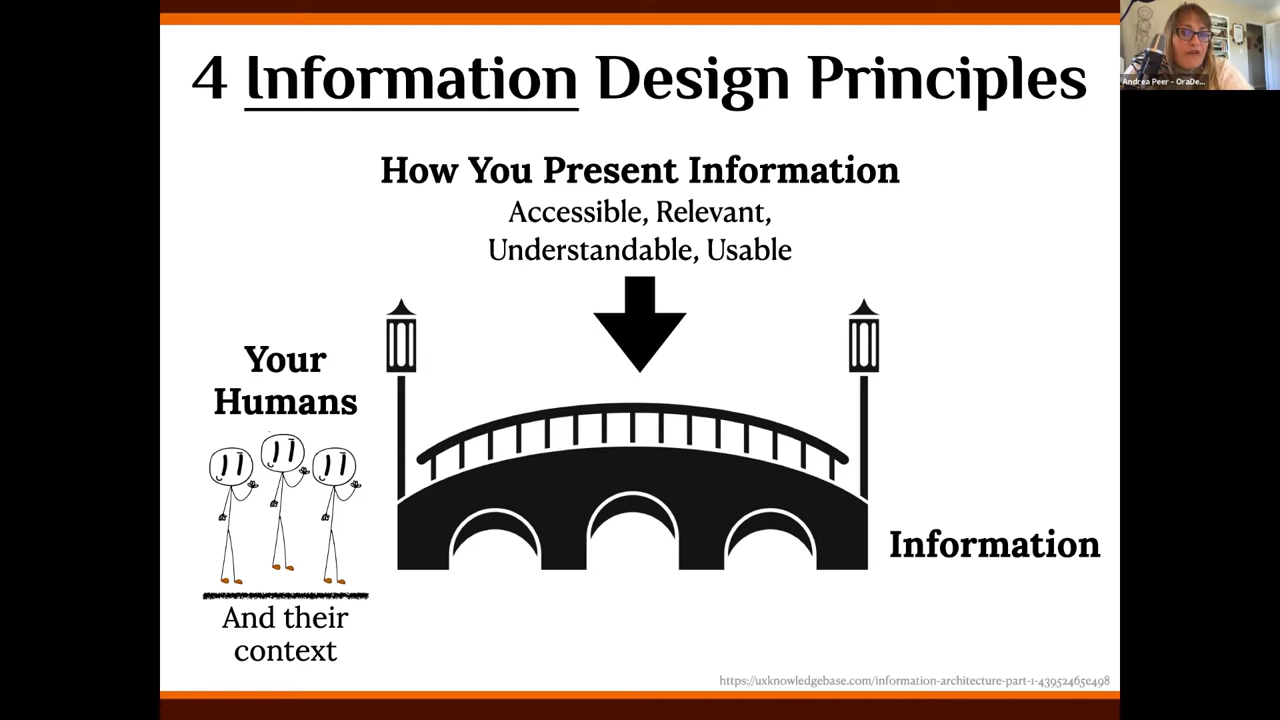 4 Information Design Principles
How You Present Information
Accessible, Relevant,
Understandable, Usable
Your
Humans
And their
context
Information
https://uxknowledgebase.com/information-architecture-part-1-43952465e498
Andrea Peer - OraDe...